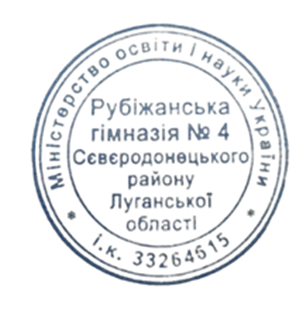 Міністерство освіти і науки України
Рубіжанська
гімназія № 4
Сєвєродонецького
району
Луганської
області
* і.к. 33264615 *